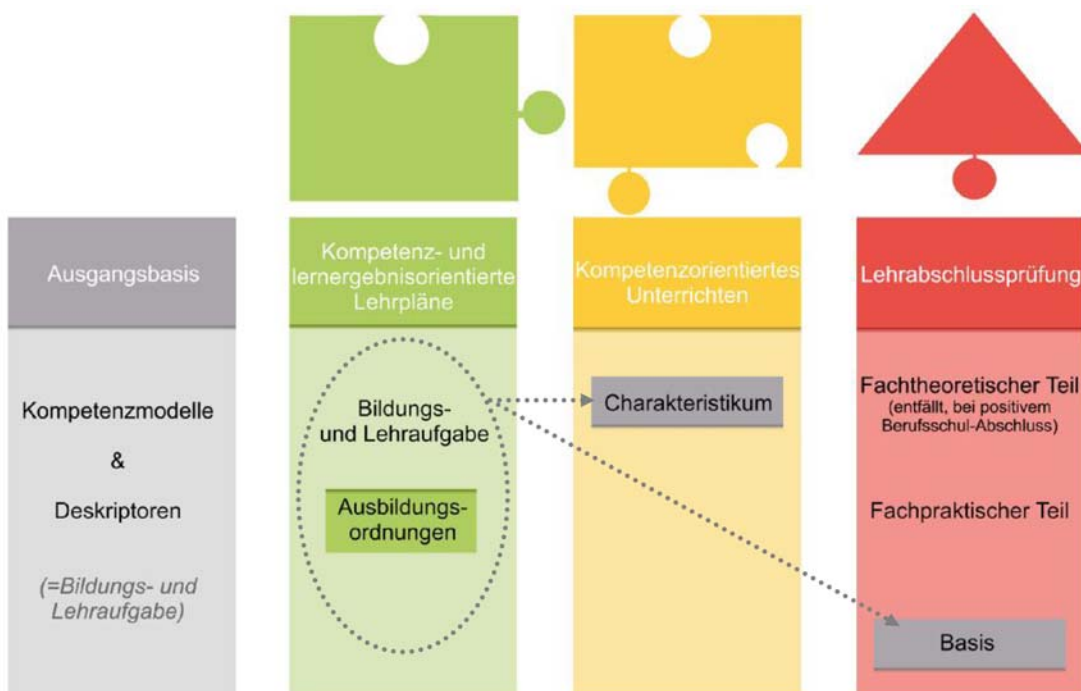 Ausgangsbasis
Kompetenzmodelle
&
Deskriptoren
(=Bildungs- und
Lehraufgabe)
Kompetenz- und
lernergebnisorientierte
Lehrpläne
Bildungs-
und Lehraufgabe
Ausbildungs-
ordnungen
Kompetenzorientiertes
Unterrichten
Charakteristikum
Lehrabschlussprüfung
Fachtheoretischer Teil
(entfällt, bei positivem
Berufsschul-Abschluss)
Fachpraktischer Teil
Basis